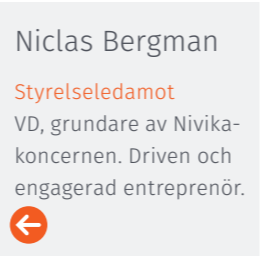 Niclas Bergman
Styrelseledamot
VD, grundare av Nivika-
koncernen. Driven och
engagerad entreprenör.